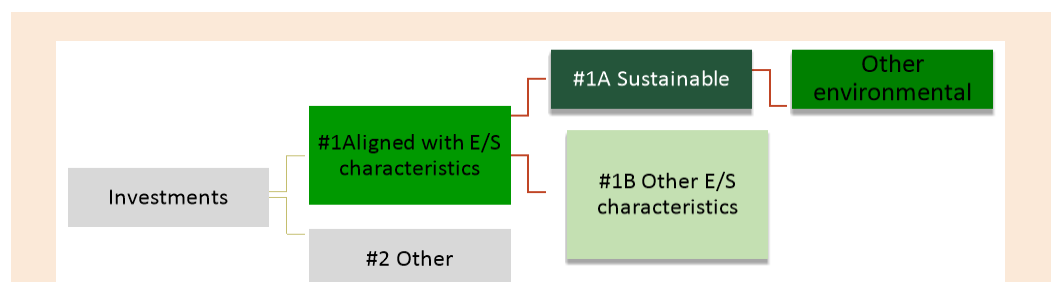 Investments
#1Aligned with E/S
characteristics
#2 Other
#1A Sustainable
#1B Other E/S
characteristics
Other
environmental